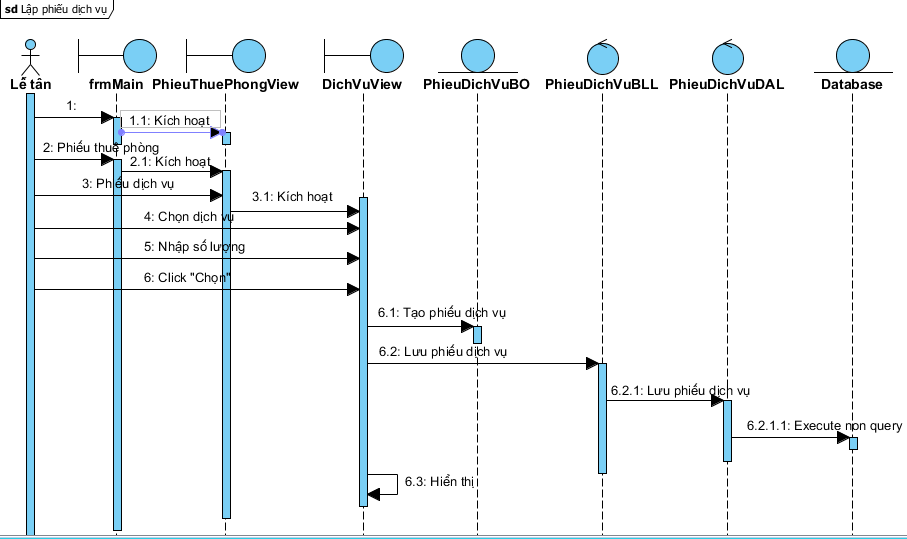 sd Lập phiếu dịch vụ
Lễ tân
frmMain
PhieuThuePhongView
DichVuView
PhieuDichVuBO
PhieuDichVuBLL
PhieuDichVuDAL
Database
1:
1.1: Kích hoạt
2: Phiếu thuê phòng
2.1: Kích hoạt
3: Phiếu dịch vụ
3.1: Kích hoạt
4: Chọn dịch vụ
5: Nhập số lượng
6: Click "Chọn"
6.1: Tạo phiếu dịch vụ
6.2: Lưu phiếu dịch vụ
6.2.1: Lưu phiếu dịch vụ
6.2.1.1: Execute non query
6.3: Hiển thị